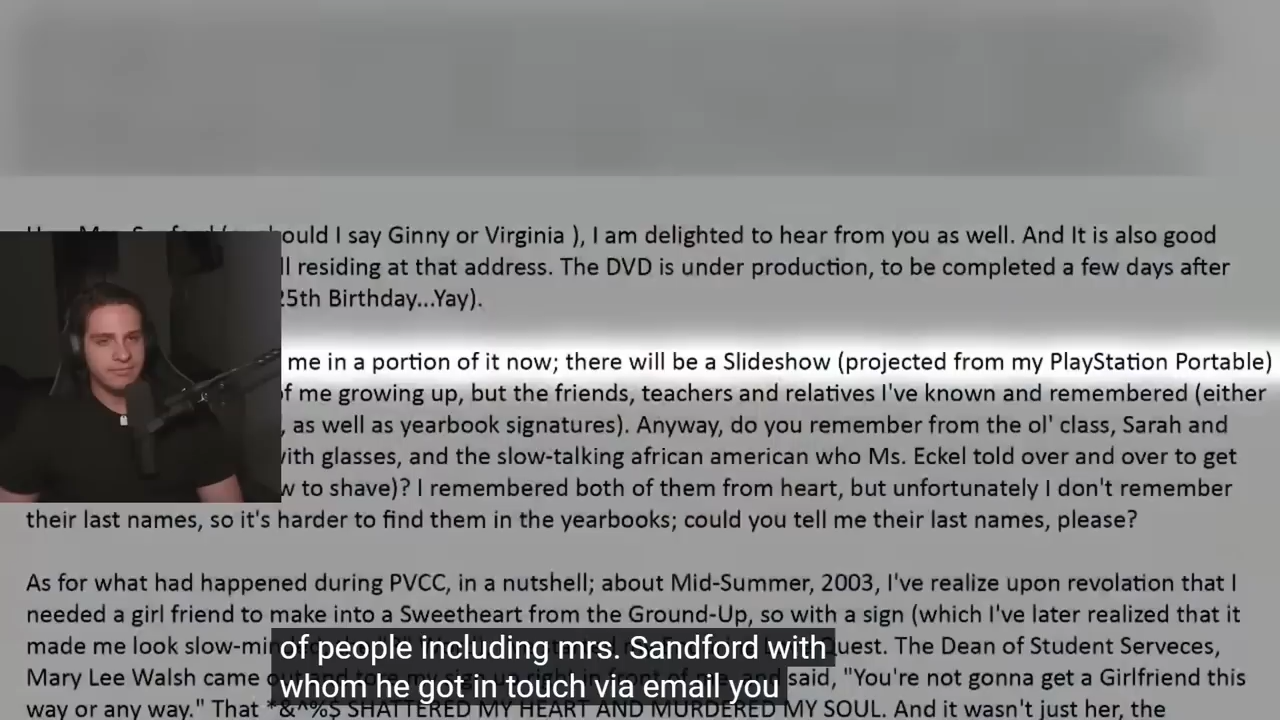 ould I say Ginny or Virginia ), I am delighted to hear from you as well. And It is also good
ll residing at that address. The DVD is under production, to be completed a few days after
25th Birthday...Yay).
me in a portion of it now; there will be a Slideshow (projected from my PlayStation Portable)
of me growing up, but the friends, teachers and relatives I've known and remembered (either
, as well as yearbook signatures). Anyway, do you remember from the ol' class, Sarah and
with glasses, and the slow-talking african american who Ms. Eckel told over and over to get
w to shave)? I remembered both of them from heart, but unfortunately I don't remember
their last names, so it's harder to find them in the yearbooks; could you tell me their last names, please?
As for what had happened during PVCC, in a nutshell; about Mid-Summer, 2003, I've realize upon revolation that I
needed a girl friend to make into a Sweetheart from the Ground-Up, so with a sign (which I've later realized that it
made me look slow-min Quest. The Dean of Student Serveces,
of people including mrs. Sandford with
Mary Lee Walsh came said, "You're not gonna get a Girlfriend this
whom he got in touch via email you
way or any way." That *&^%$ SHATTERED MY HEART AND MURDERED MY SOUL. And it wasn't just her, the